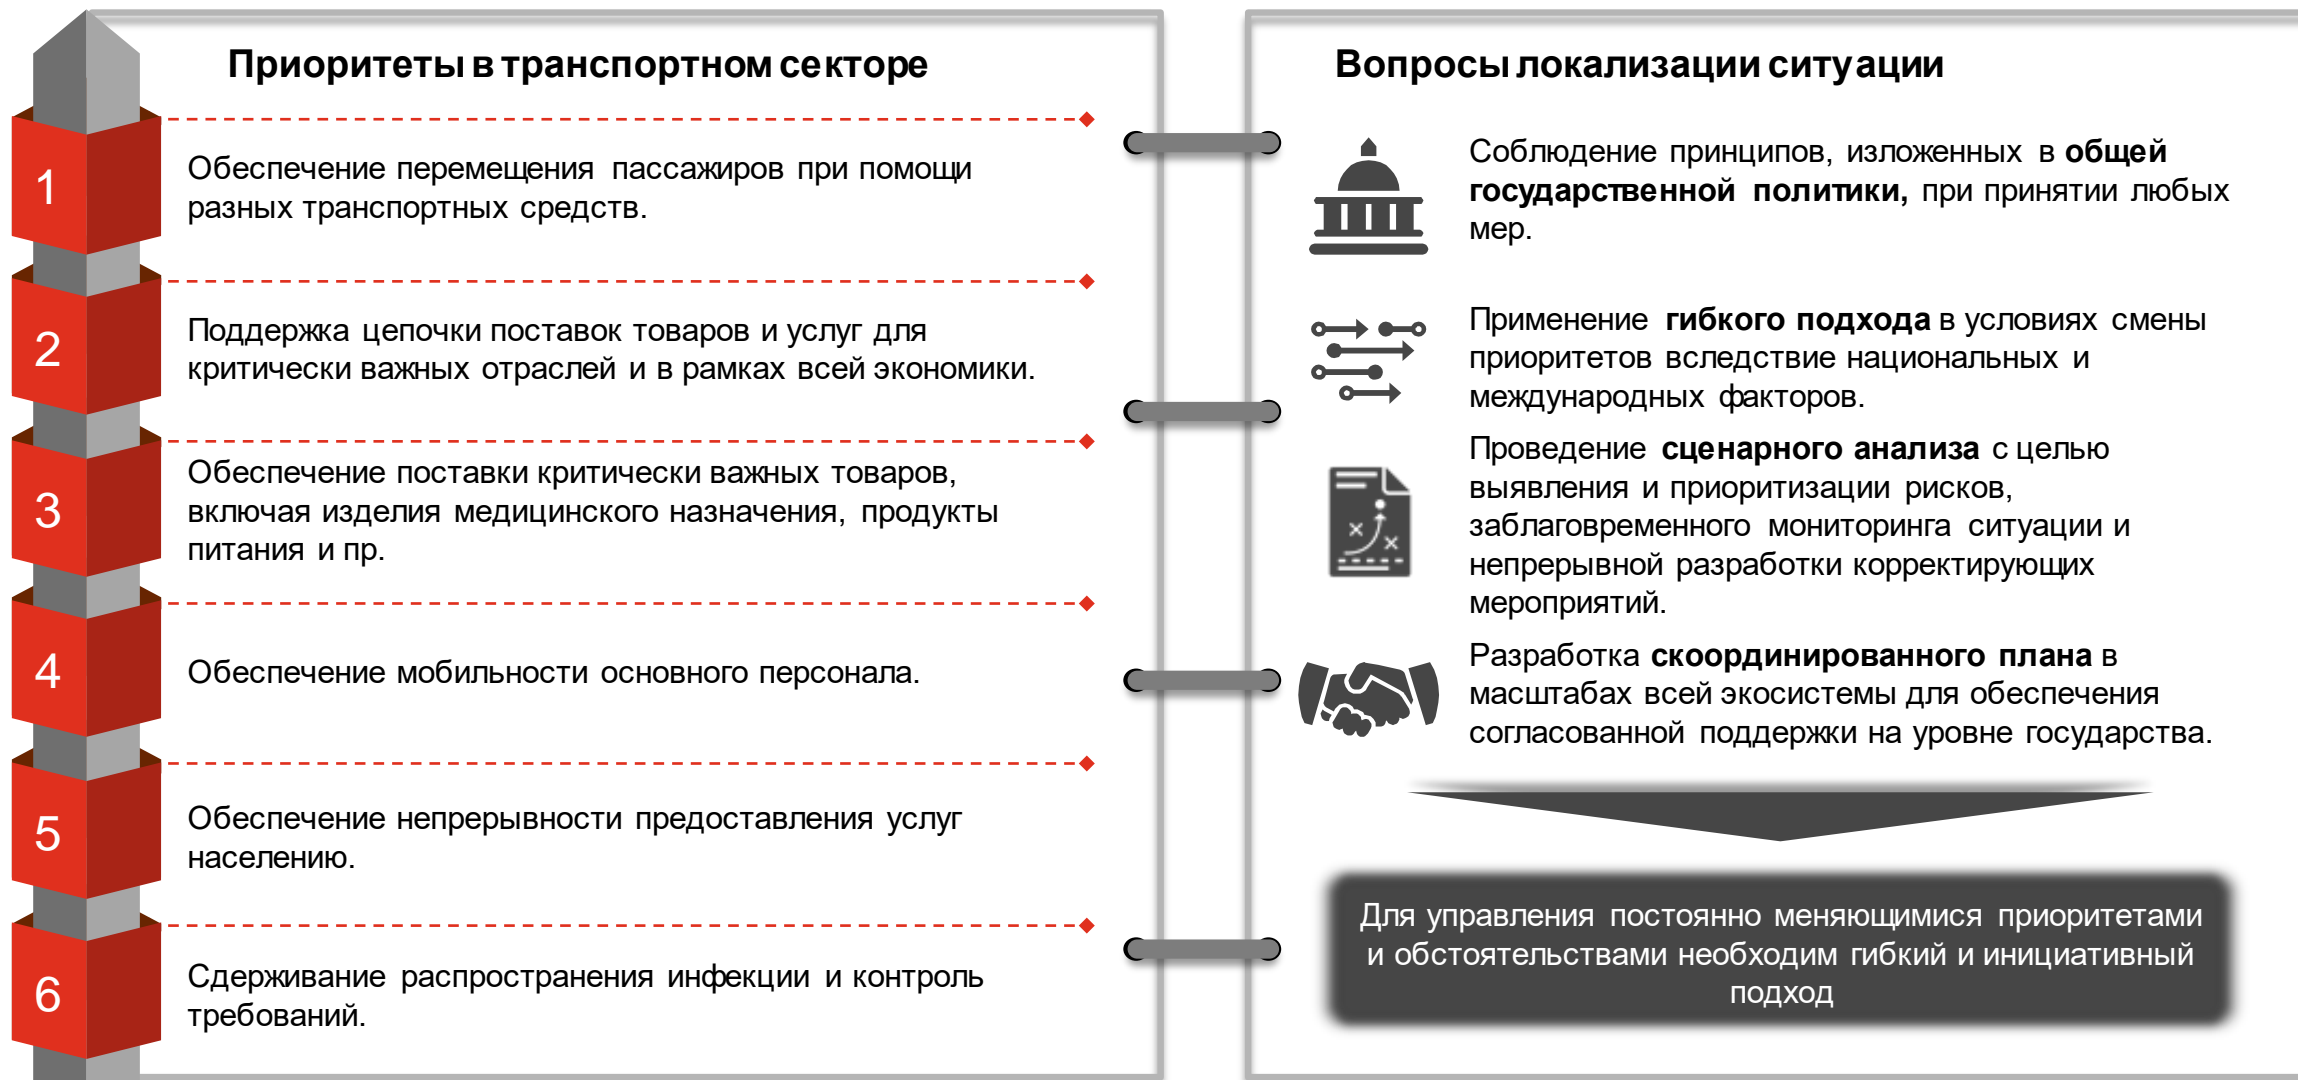 Приоритеты в транспортном секторе
1
Обеспечение перемещения пассажиров при помощи
разных транспортных средств.
2
Поддержка цепочки поставок товаров и услуг для
критически важных отраслей и в рамках всей экономики.
3
Обеспечение поставки критически важных товаров,
включая изделия медицинского назначения, продукты
питания и пр.
4
Обеспечение мобильности основного персонала.
5
Обеспечение непрерывности предоставления услуг
населению.
6
Сдерживание распространения инфекции и контроль
требований.
Вопросы локализации ситуации
Соблюдение принципов, изложенных в общей
государственной политики, при принятии любых
мер.
Применение гибкого подхода в условиях смены
приоритетов вследствие национальных и
международных факторов.
Проведение сценарного анализа с целью
выявления и приоритизации рисков,
заблаговременного мониторинга ситуации и
непрерывной разработки корректирующих
мероприятий.
Разработка скоординированного плана в
масштабах всей экосистемы для обеспечения
согласованной поддержки на уровне государства.
Для управления постоянно меняющимися приоритетами
и обстоятельствами необходим гибкий и инициативный
подход